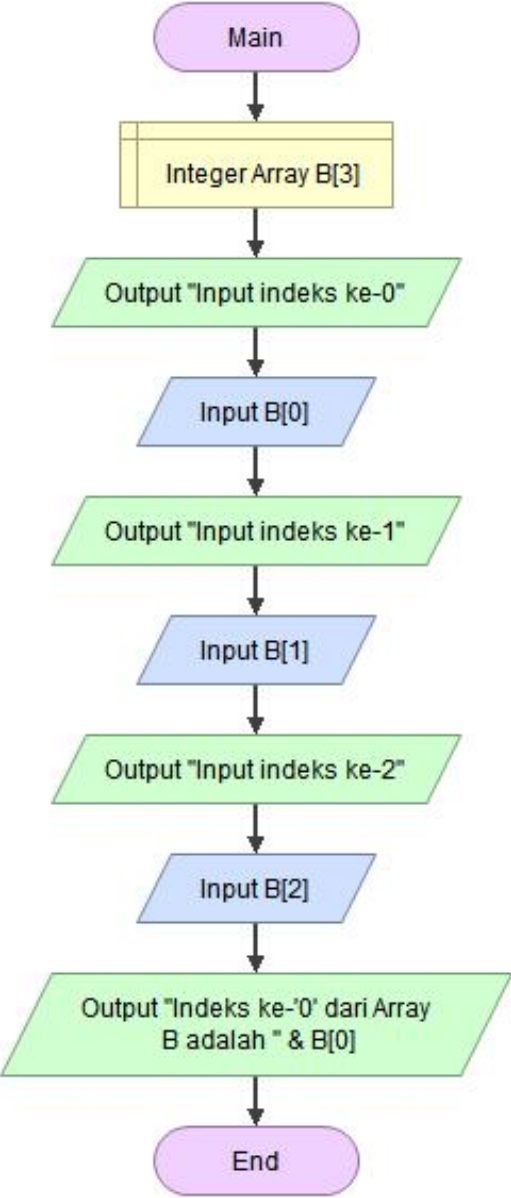 Main
Integer Array B[3]
Output "Input indeks ke-0"
Input B[0]
Output "Input indeks ke-1"
Input B[1]
Output "Input indeks ke-2"
Input B[2]
Output "Indeks ke-'0' dari Array
B adalah " & B[0]
End